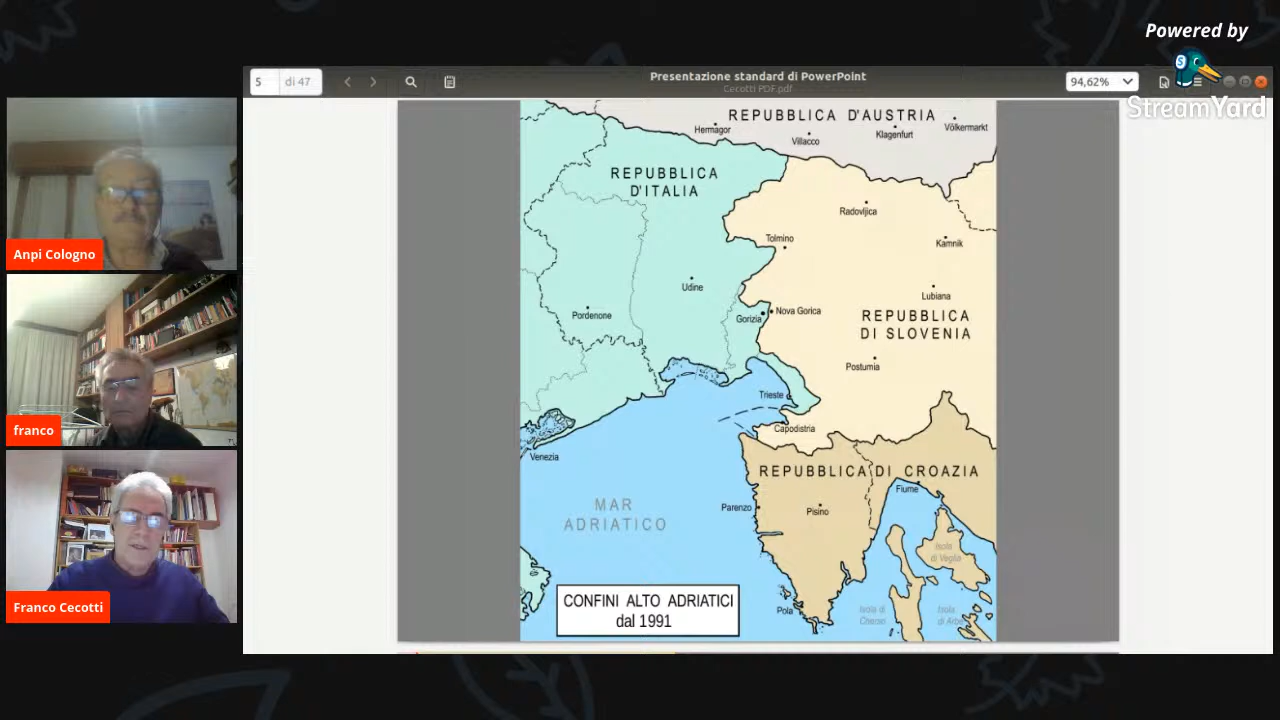 Powered by
StreamYard
5 di 47
Presentazione standard di PowerPoint
Cecotti PDF.pdf
94,62%
Anpi Cologno
franco
Franco Cecotti
REPUBBLICA D'AUSTRIA
Hermagor
Villacco
Klagenfurt
Völkermarkt
REPUBBLICA
D'ITALIA
Radovljica
Tolmino
Kamnik
Udine
Lubiana
Pordenone
Gorizia
Nova Gorica
REPUBBLICA
DI SLOVENIA
Postumia
Trieste
Capodistria
Venezia
REPUBBLICA DI CROAZIA
Fiume
MAR
ADRIATICO
Parenzo
Pisino
Isola
di Veglia
CONFINI ALTO ADRIATICI
dal 1991
Pola
Isola di
Cherso
Isola
di Arbe